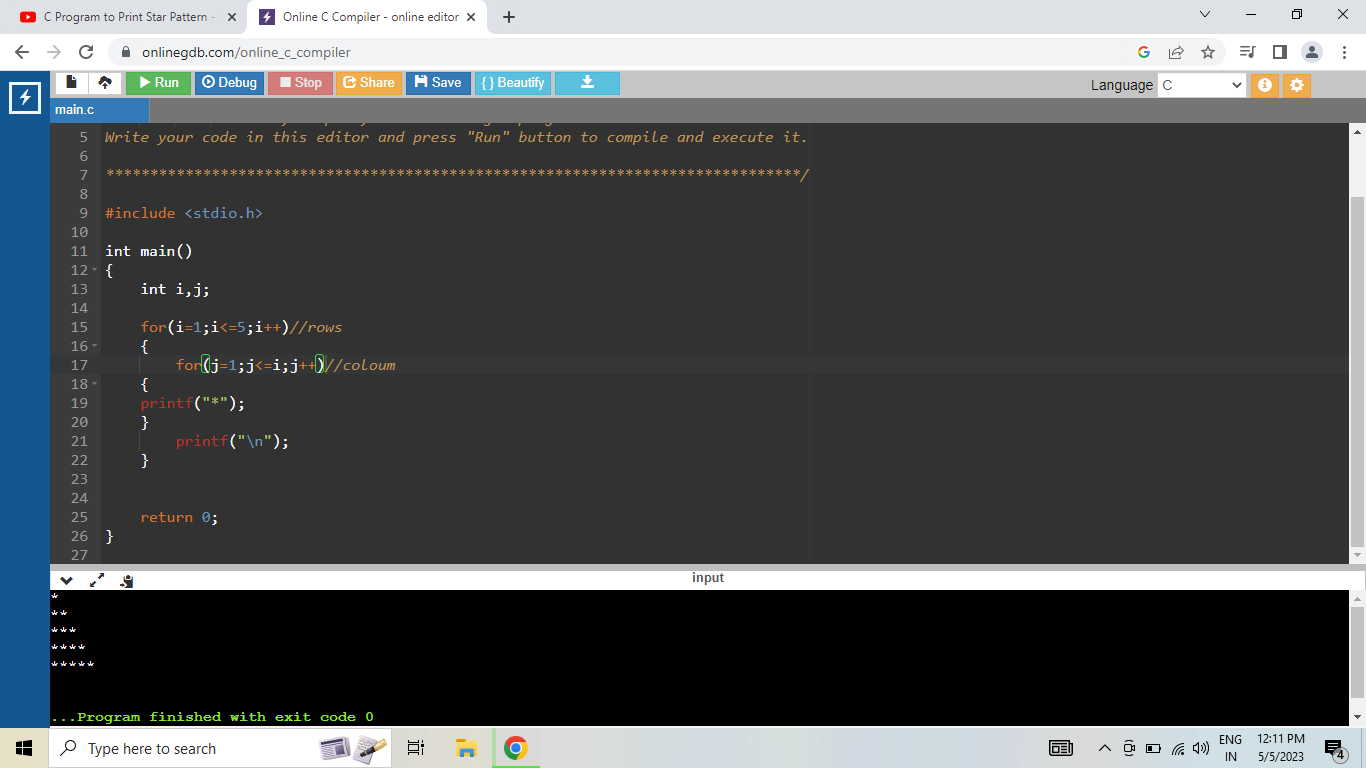 C Program to Print Star Pattern -
Online C Compiler - online editor
onlinegdb.com/online_c_compiler
Run Debug Stop Share Save { } Beautify
Language C
main.c
5 Write your code in this editor and press "Run" button to compile and execute it.
6
7 *******************************************************************************/
8
9 #include <stdio.h>
10
11 int main()
12 {
13     int i,j;
14
15     for(i=1;i<=5;i++)//rows
16     {
17         for(j=1;j<=i;j++)//coloum
18     {
19     printf("*");
20     }
21         printf("\n");
22     }
23
24
25     return 0;
26 }
27
input
*
**
***
****
*****
...Program finished with exit code 0
Type here to search
ENG
IN
12:11 PM
5/5/2023
4